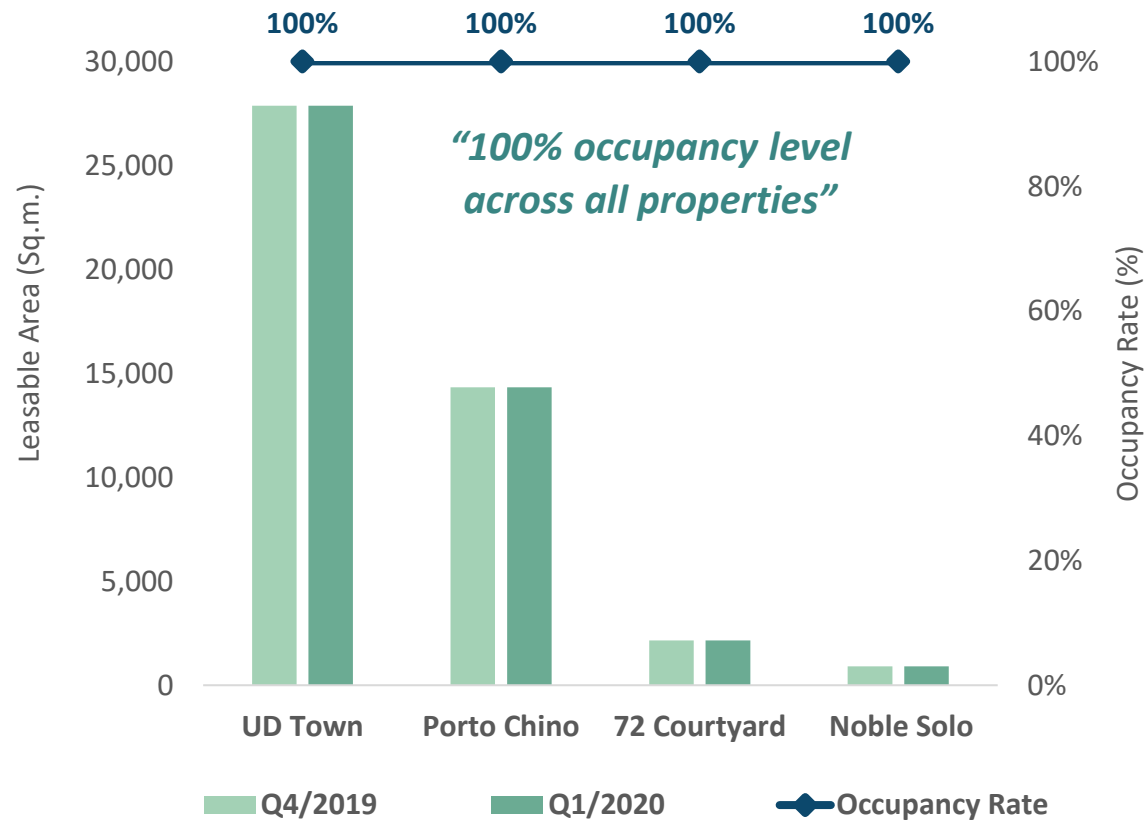 100% 100% 100% 100%
30,000
25,000
20,000
15,000
10,000
5,000
0
Leasable Area (Sq.m.)
“100% occupancy level
across all properties”
100%
80%
60%
40%
20%
0%
Occupancy Rate (%)
UD Town Porto Chino 72 Courtyard Noble Solo
Q4/2019 Q1/2020 Occupancy Rate